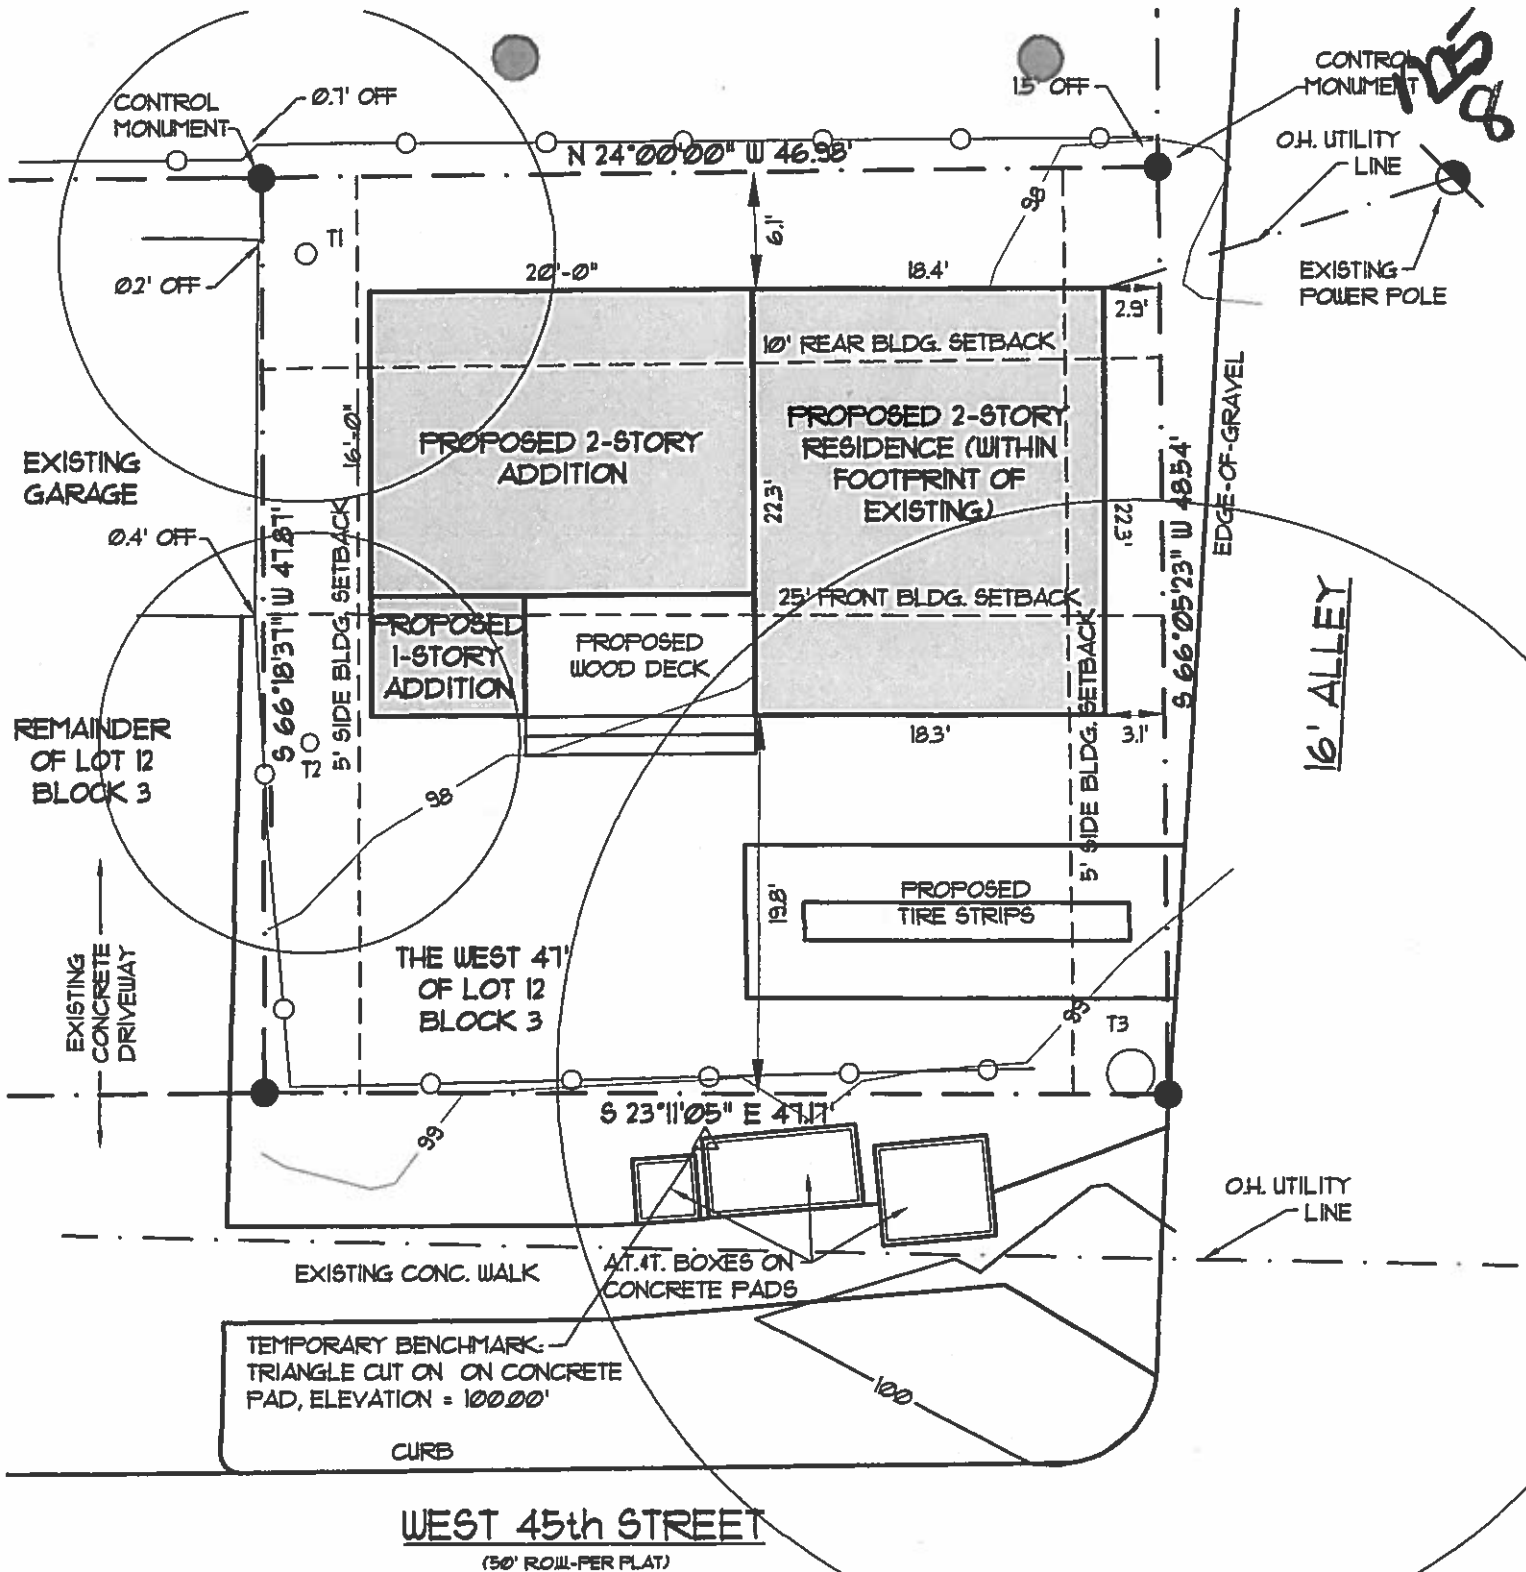 CONTROL
MONUMENT
0.7' OFF
1.5' OFF
CONTROL
MONUMENT
O.H. UTILITY
LINE
EXISTING
POWER POLE
N 24°00'00" W 46.98'
98
T1
0.2' OFF
6.1'
20'-0"
18.4'
2.9'
10' REAR BLDG. SETBACK
16'-0"
PROPOSED 2-STORY
ADDITION
PROPOSED 2-STORY
RESIDENCE (WITHIN
FOOTPRINT OF
EXISTING)
22.3'
22.3'
EXISTING
GARAGE
0.4' OFF
S 66°18'37" W 47.87'
5' SIDE BLDG. SETBACK
S 66°05'23" W 48.54'
EDGE-OF-GRAVEL
16' ALLEY
25' FRONT BLDG. SETBACK
PROPOSED
1-STORY
ADDITION
PROPOSED
WOOD DECK
5' SIDE BLDG. SETBACK
REMAINDER
OF LOT 12
BLOCK 3
T2
98
18.3'
3.1'
19.8'
PROPOSED
TIRE STRIPS
THE WEST 47'
OF LOT 12
BLOCK 3
EXISTING
CONCRETE
DRIVEWAY
99
T3
99
S 23°11'05" E 47.17'
O.H. UTILITY
LINE
EXISTING CONC. WALK
A.T.&T. BOXES ON
CONCRETE PADS
TEMPORARY BENCHMARK:
TRIANGLE CUT ON ON CONCRETE
PAD, ELEVATION = 100.00'
100
CURB
WEST 45th STREET
(50' R.O.W.-PER PLAT)